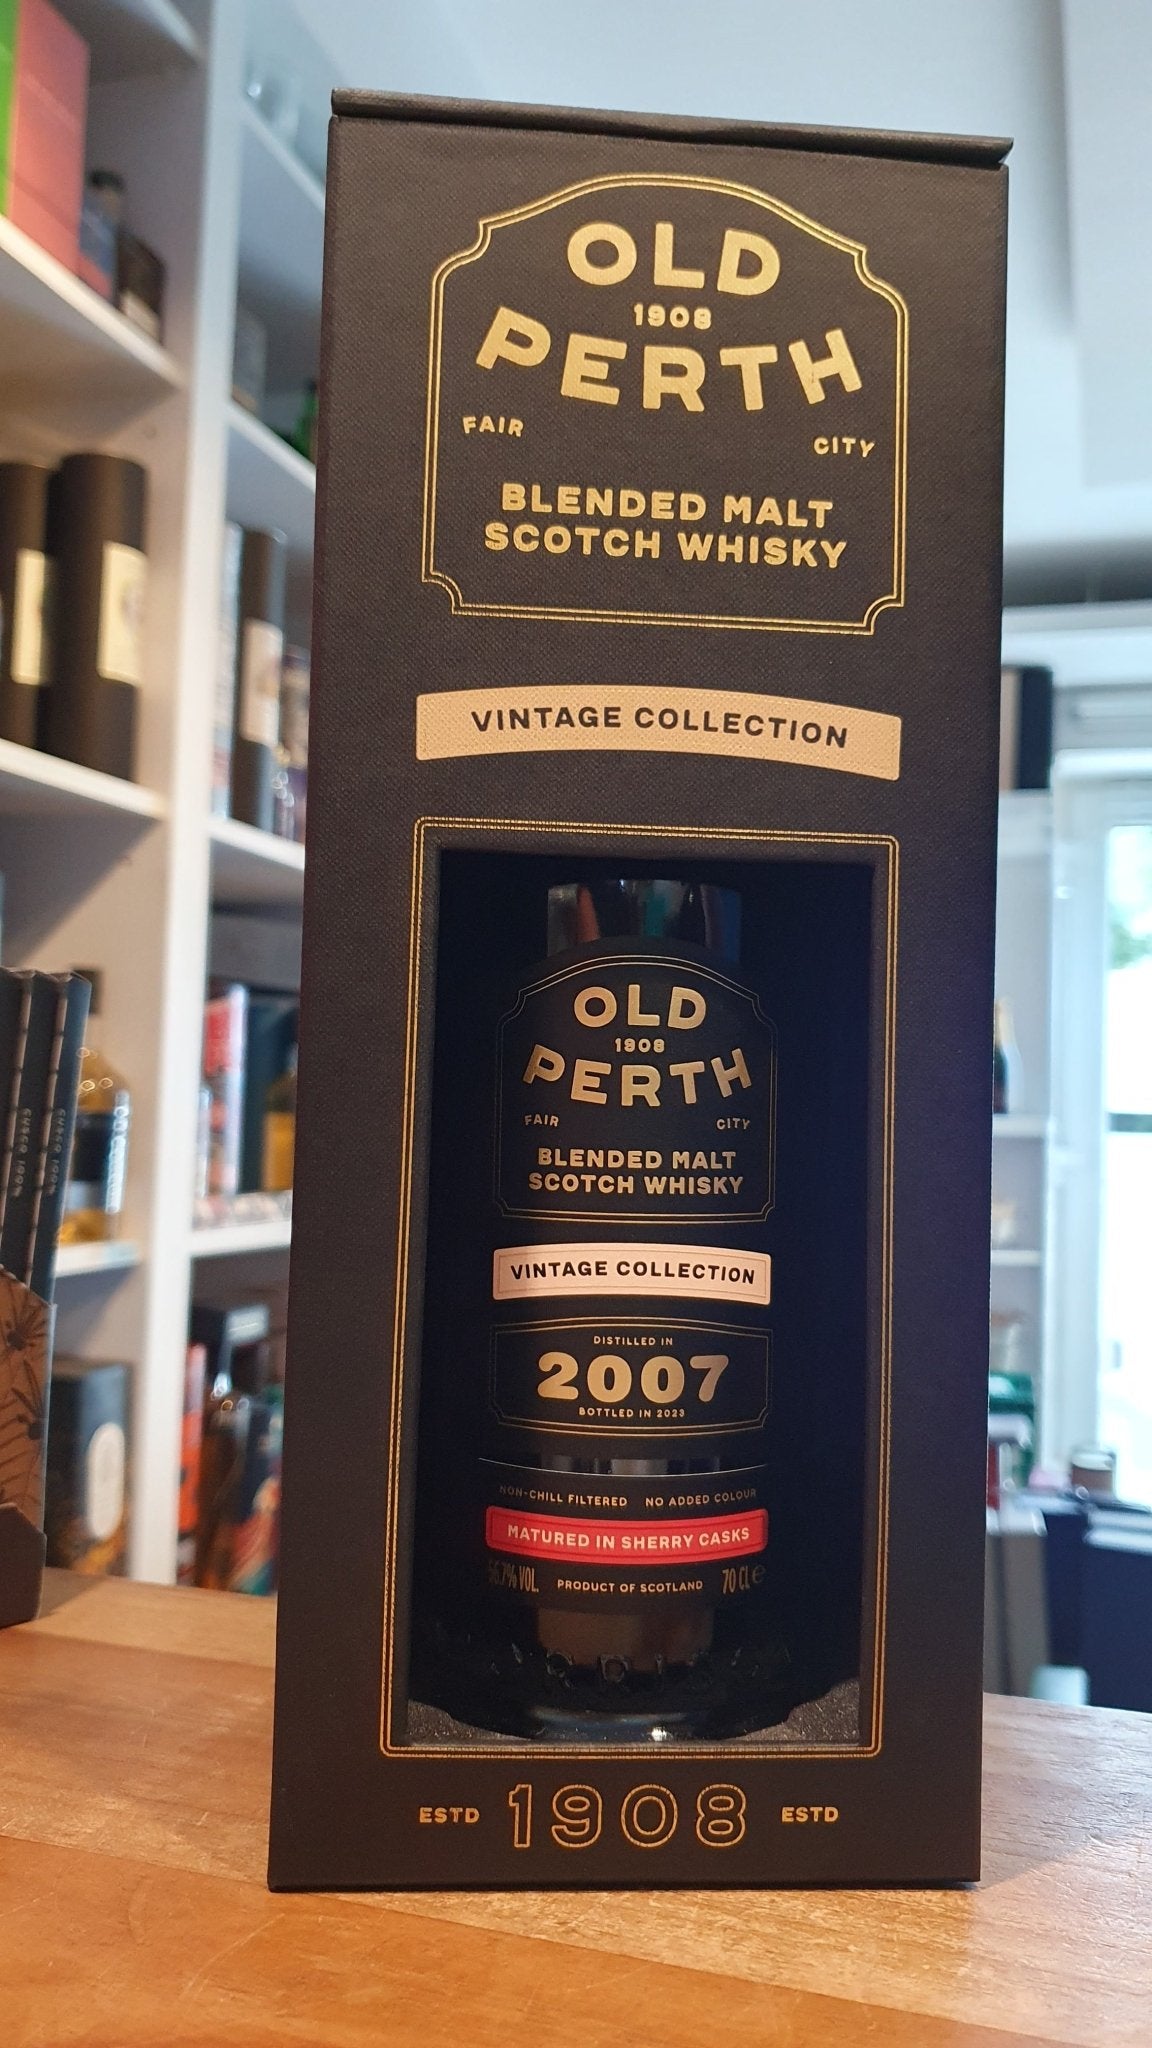 OLD
1908
PERTH
FAIR CITY
BLENDED MALT
SCOTCH WHISKY
VINTAGE COLLECTION
OLD
1908
PERTH
FAIR CITY
BLENDED MALT
SCOTCH WHISKY
VINTAGE COLLECTION
DISTILLED IN
2007
BOTTLED IN 2023
NON-CHILL FILTERED NO ADDED COLOUR
MATURED IN SHERRY CASKS
VOL. PRODUCT OF SCOTLAND 70 CL e
ESTD 1908 ESTD